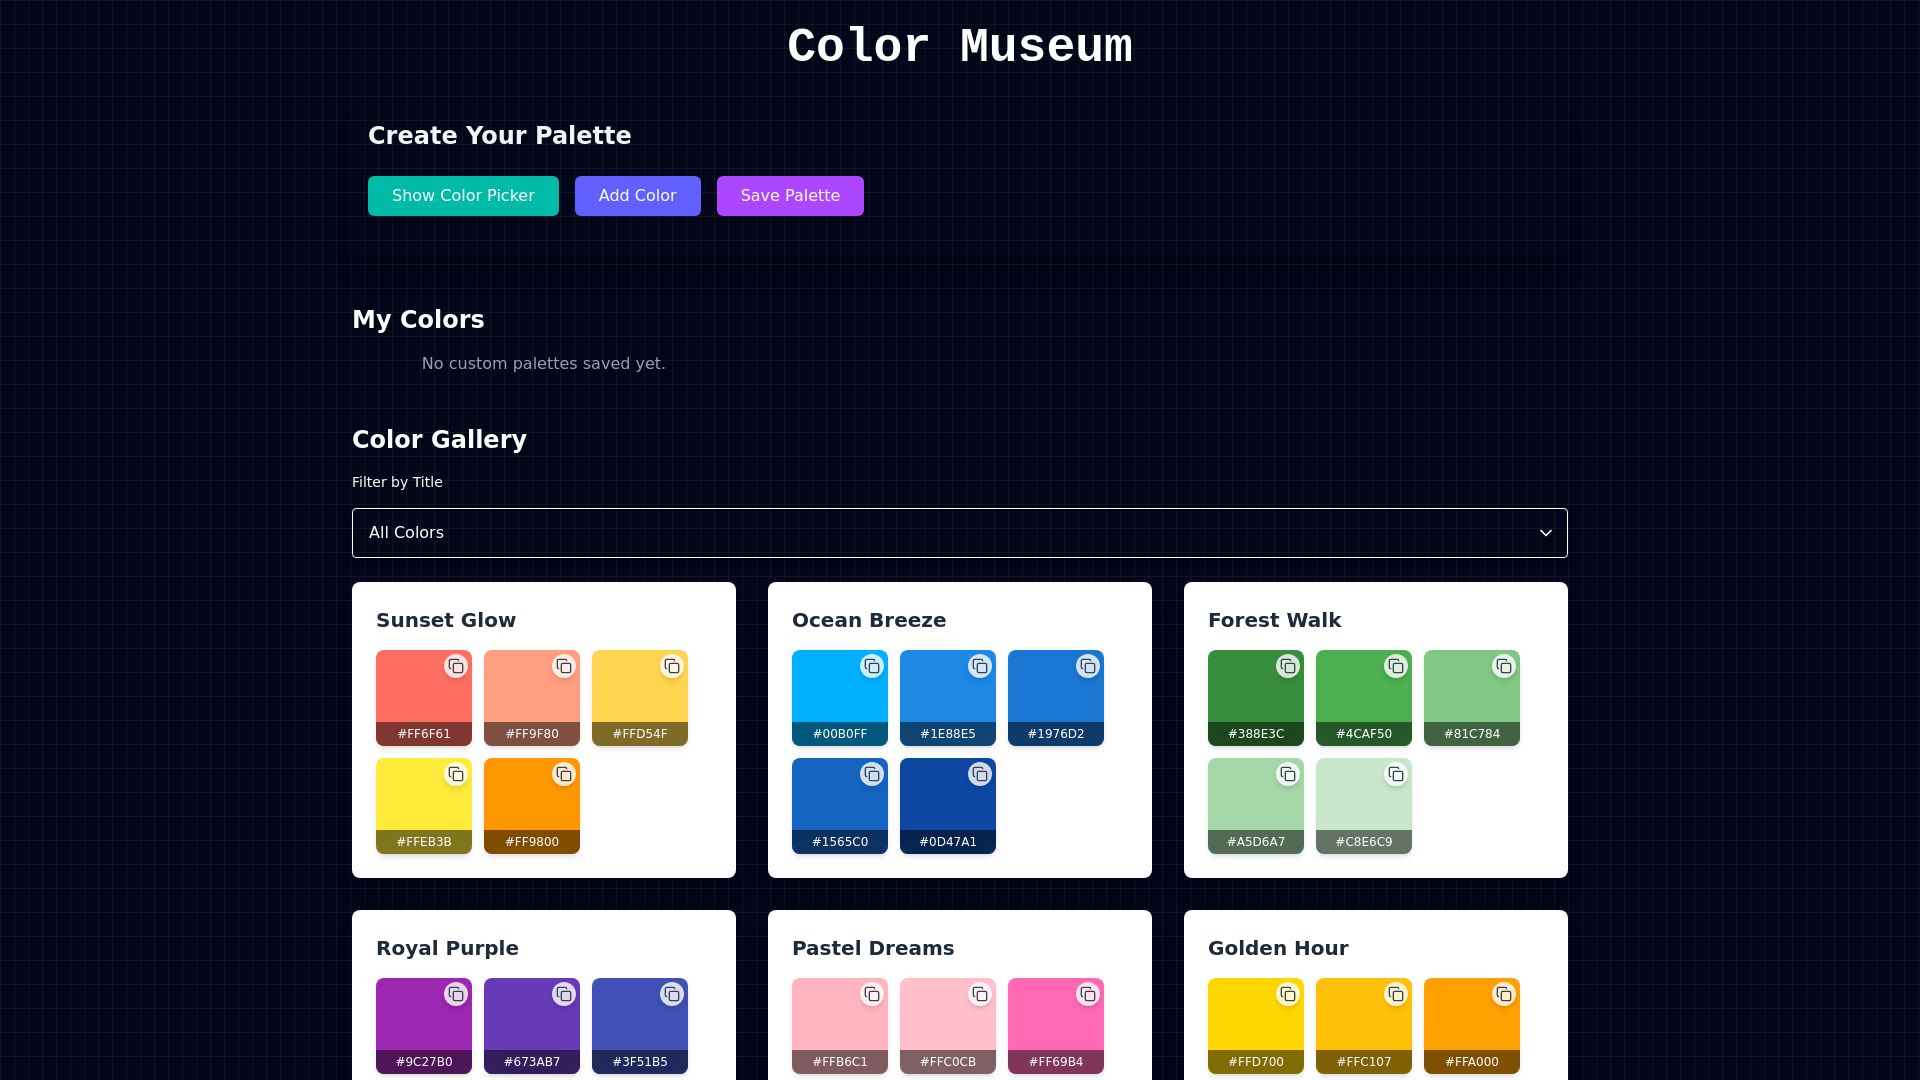 Color Museum
Create Your Palette
Show Color Picker Add Color Save Palette
My Colors
No custom palettes saved yet.
Color Gallery
Filter by Title
All Colors
Sunset Glow
#FF6F61 #FF9F80 #FFD54F
#FFEB3B #FF9800
Ocean Breeze
#00B0FF #1E88E5 #1976D2
#1565C0 #0D47A1
Forest Walk
#388E3C #4CAF50 #81C784
#A5D6A7 #C8E6C9
Royal Purple
#9C27B0 #673AB7 #3F51B5
Pastel Dreams
#FFB6C1 #FFC0CB #FF69B4
Golden Hour
#FFD700 #FFC107 #FFA000